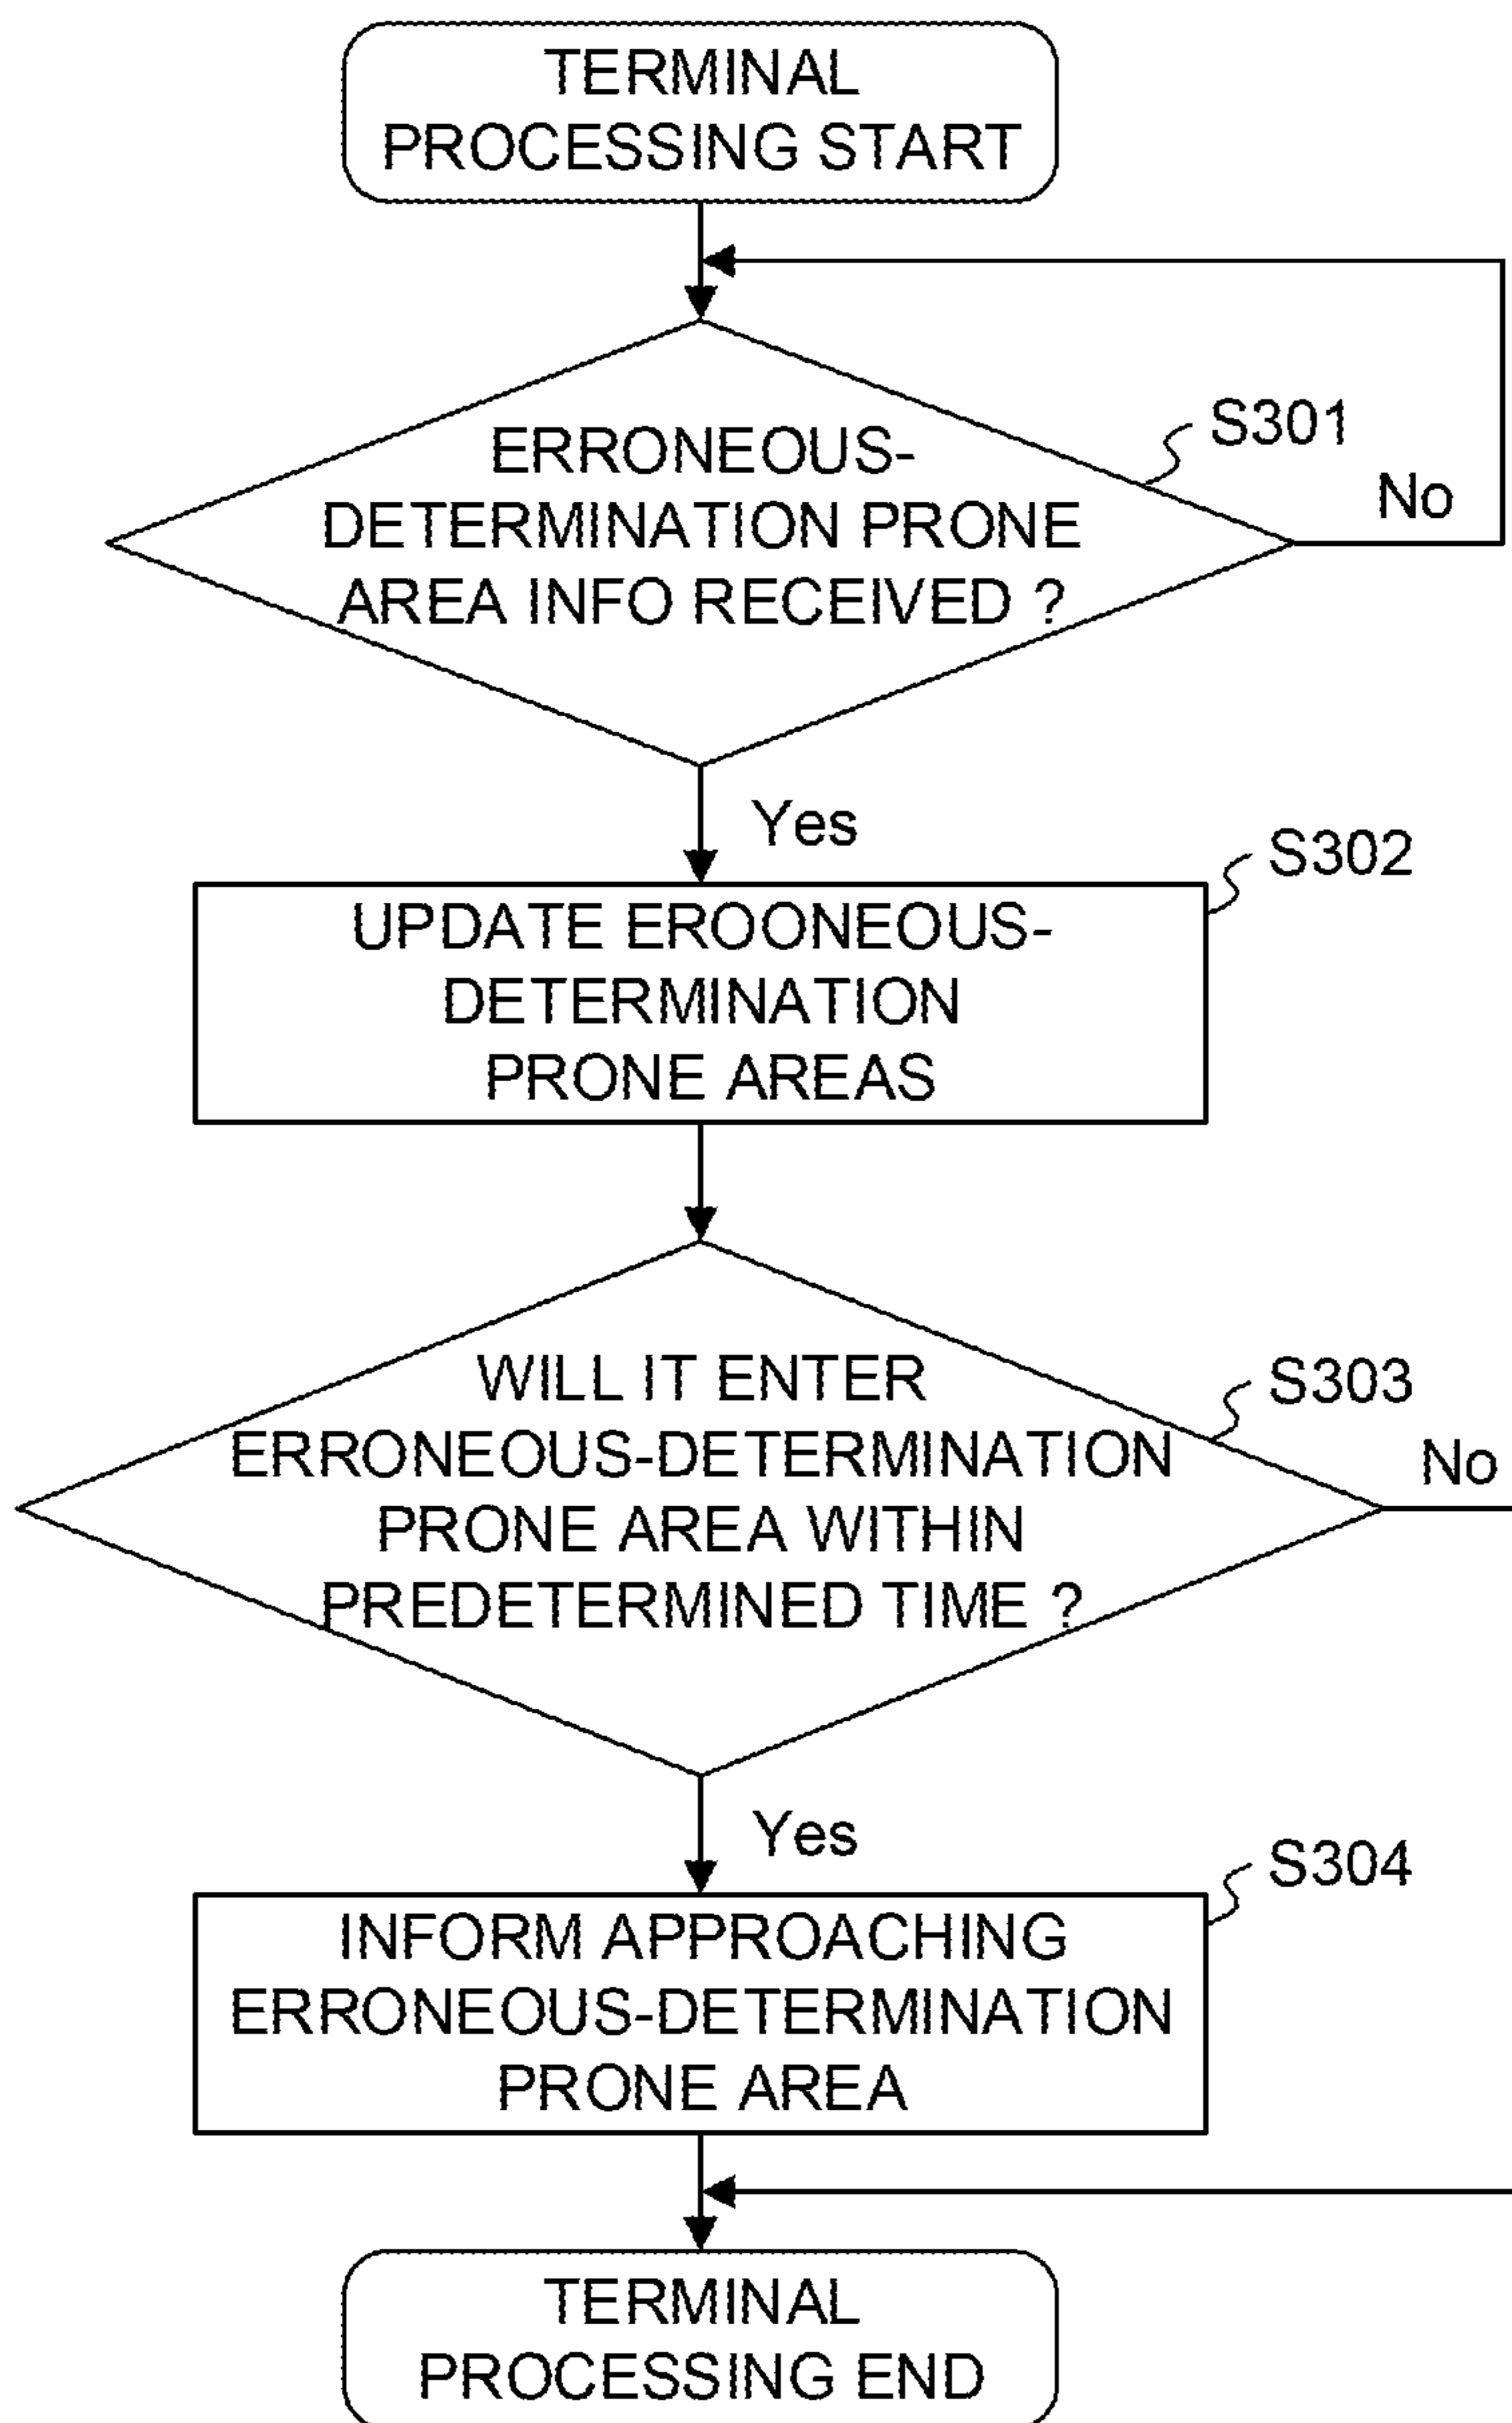 TERMINAL
PROCESSING START
ERRONEOUS-
DETERMINATION PRONE
AREA INFO RECEIVED ?
S301
No
Yes
S302
UPDATE EROONEOUS-
DETERMINATION
PRONE AREAS
WILL IT ENTER
ERRONEOUS-DETERMINATION
PRONE AREA WITHIN
PREDETERMINED TIME ?
S303
No
Yes
S304
INFORM APPROACHING
ERRONEOUS-DETERMINATION
PRONE AREA
TERMINAL
PROCESSING END